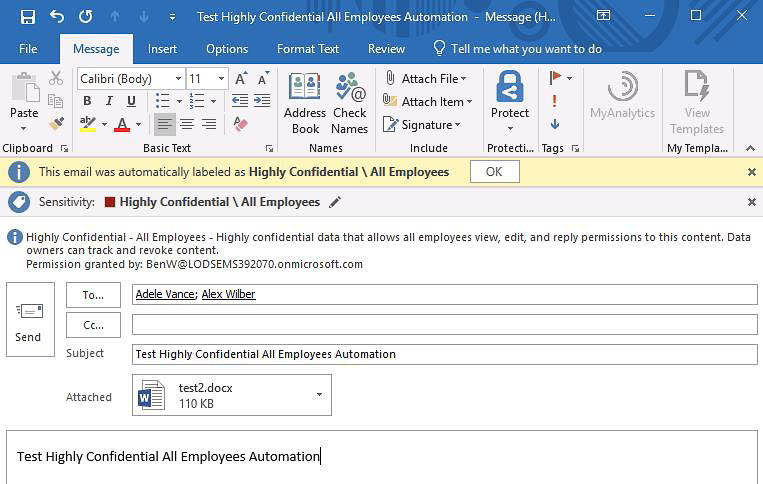 Test Highly Confidential All Employees Automation - Message (H...
File Message Insert Options Format Text Review Tell me what you want to do
Calibri (Body) 11 A A
B I U
ab A
Paste
Address Book
Check Names
Attach File
Attach Item
Signature
Protect
MyAnalytics
View Templates
Clipboard Basic Text Names Include Protecti... Tags My Templa...
This email was automatically labeled as Highly Confidential \ All Employees OK
Sensitivity: Highly Confidential \ All Employees
Highly Confidential - All Employees - Highly confidential data that allows all employees view, edit, and reply permissions to this content. Data
owners can track and revoke content.
Permission granted by: BenW@LODSEMS392070.onmicrosoft.com
Send
To... Adele Vance; Alex Wilber
Cc...
Subject Test Highly Confidential All Employees Automation
Attached test2.docx
110 KB
Test Highly Confidential All Employees Automation